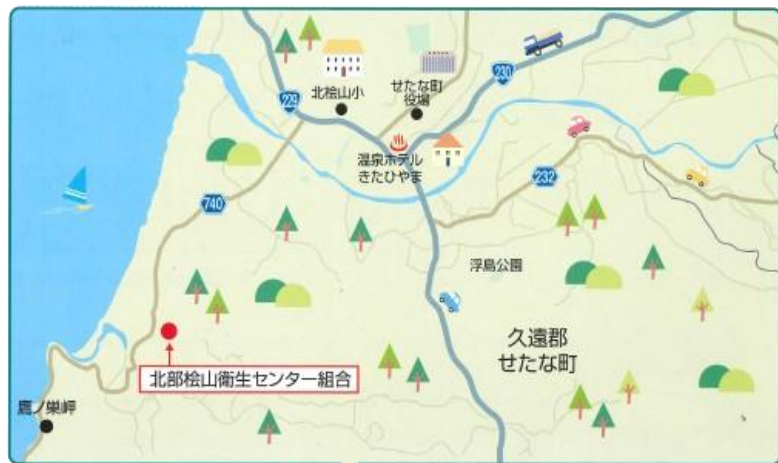 230
229
北桧山小
せたな町
役場
温泉ホテル
きたひやま
232
740
浮島公園
久遠郡
せたな町
北部桧山衛生センター組合
鷹ノ巣岬